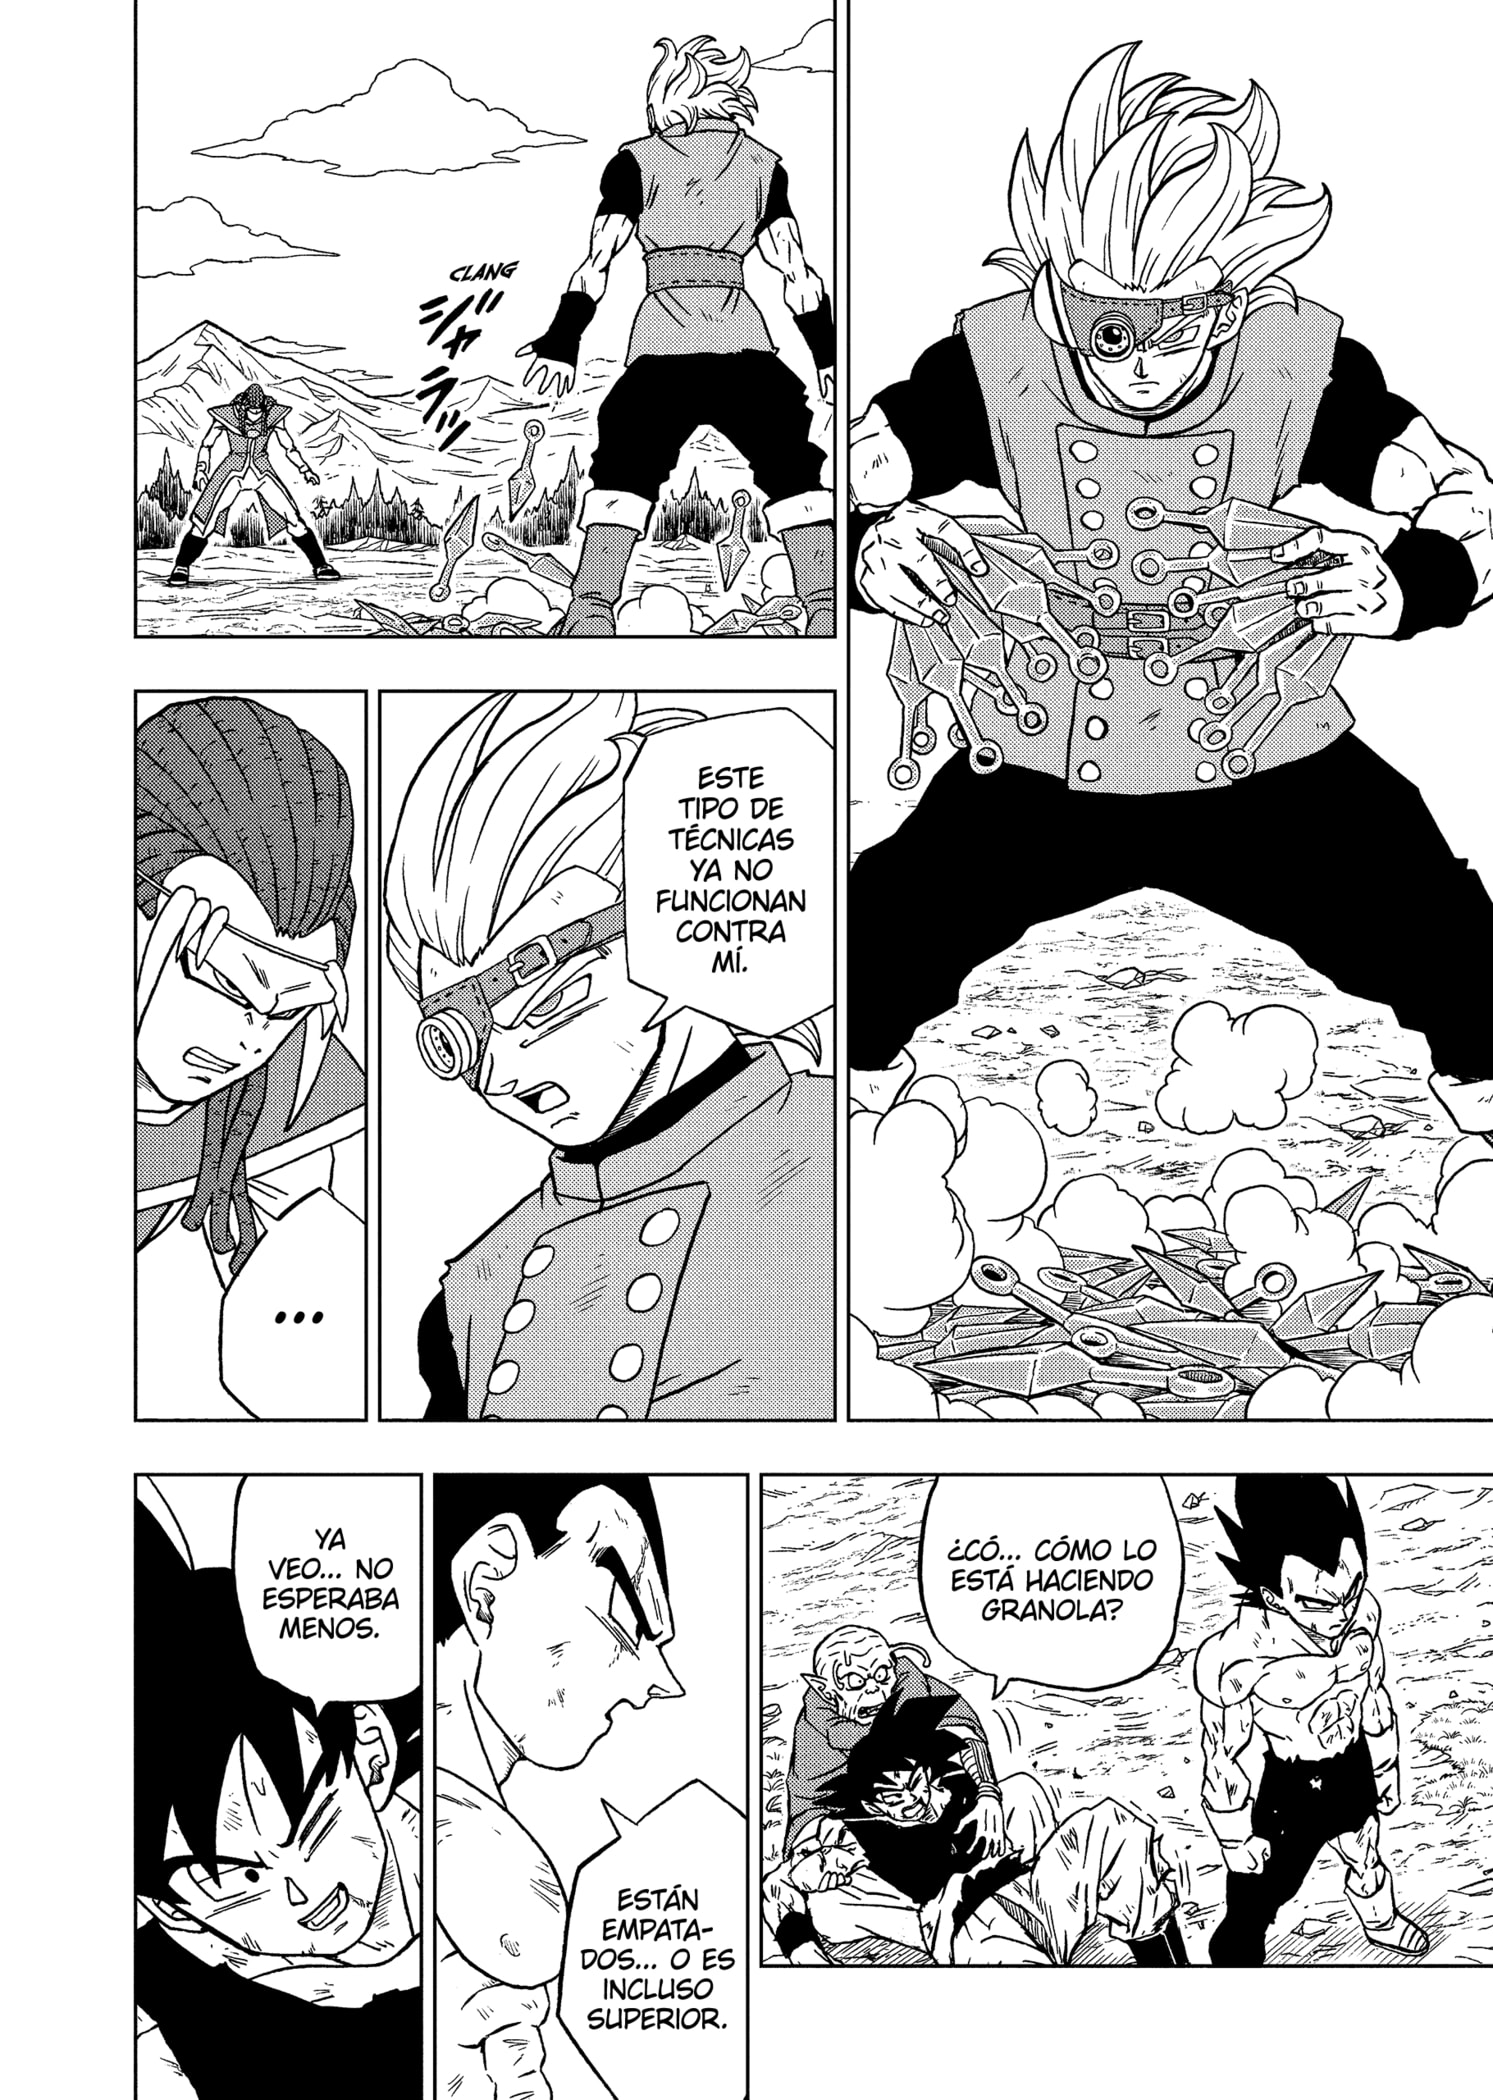 CLANG
ジャラッ
ESTE
TIPO DE
TÉCNICAS
YA NO
FUNCIONAN
CONTRA
MÍ.
...
¿CÓ... CÓMO LO
ESTÁ HACIENDO
GRANOLA?
ESTÁN
EMPATA-
DOS... O ES
INCLUSO
SUPERIOR.
YA
VEO... NO
ESPERABA
MENOS.